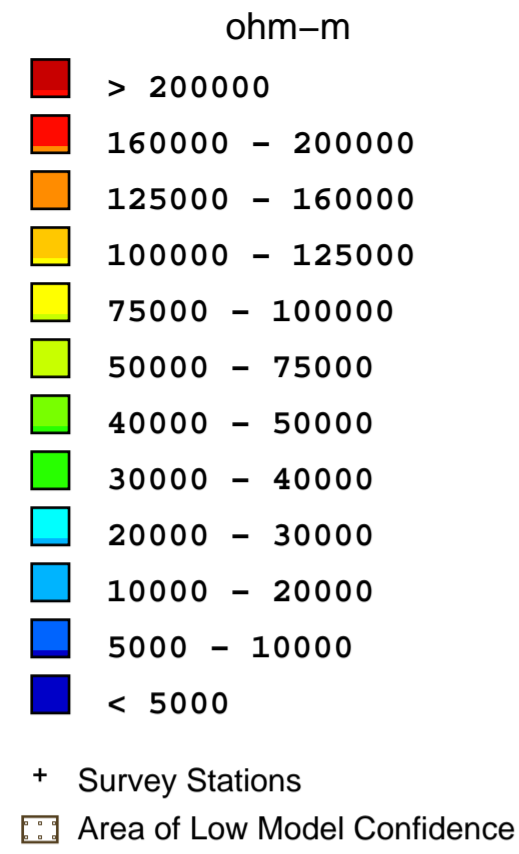 ohm−m
> 200000
160000 − 200000
125000 − 160000
100000 − 125000
75000 − 100000
50000 − 75000
40000 − 50000
30000 − 40000
20000 − 30000
10000 − 20000
5000 − 10000
< 5000
+ Survey Stations
Area of Low Model Confidence